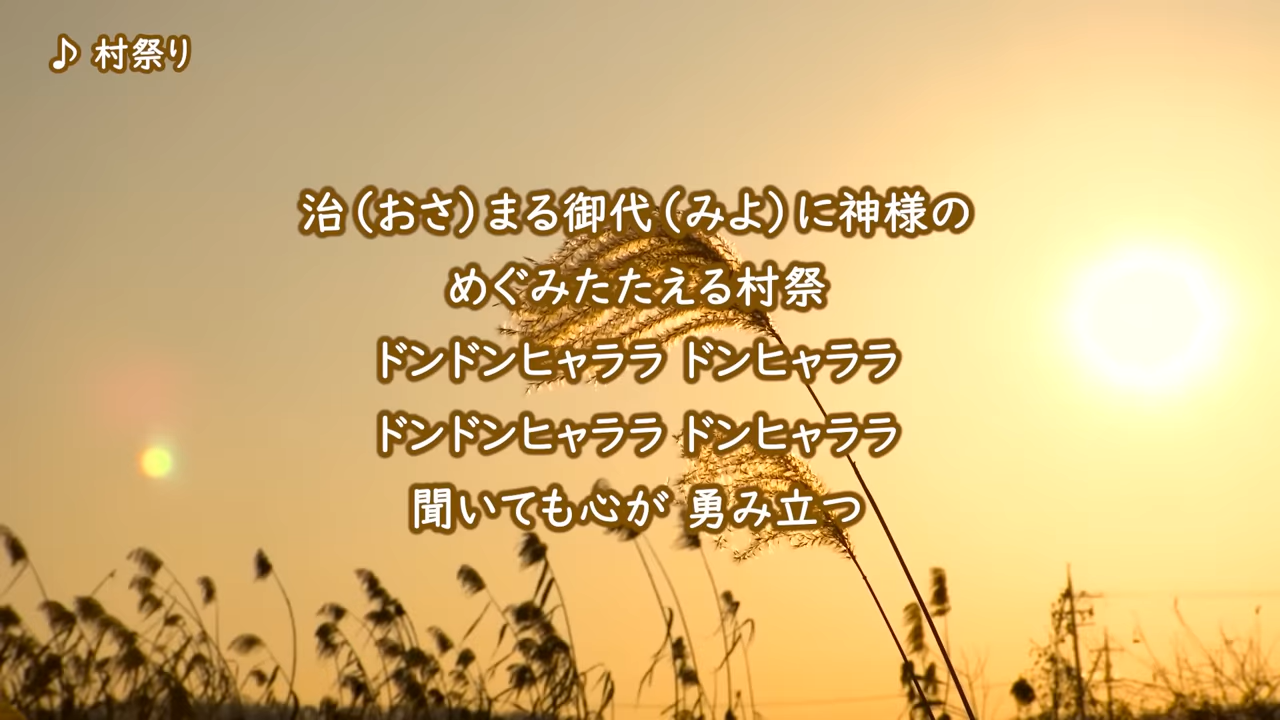 ♪ 村祭り
治（おさ）まる御代（みよ）に神様の
めぐみたたえる村祭
ドンドンヒャララ ドンヒャララ
ドンドンヒャララ ドンヒャララ
聞いても心が 勇み立つ